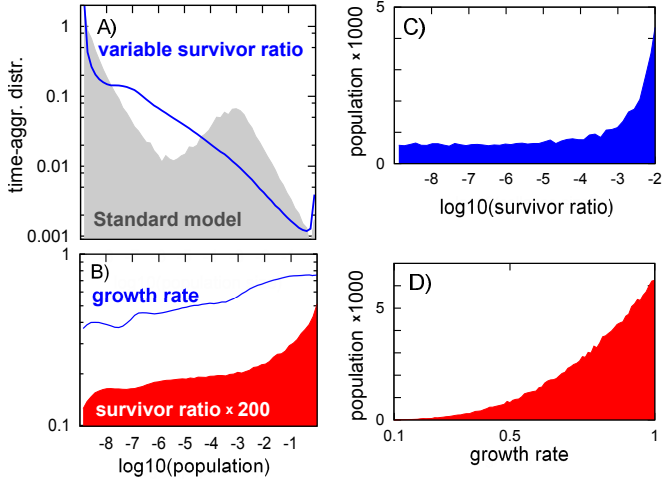 A)
variable survivor ratio
Standard model
time-aggr. distr.
1
0.1
0.01
0.001
B)
growth rate
survivor ratio × 200
1
0.1
-8 -7 -6 -5 -4 -3 -2 -1
log10(population)
C)
population × 1000
5
0
-8 -7 -6 -5 -4 -3 -2
log10(survivor ratio)
D)
population × 1000
5
0
0.1 0.5 1
growth rate